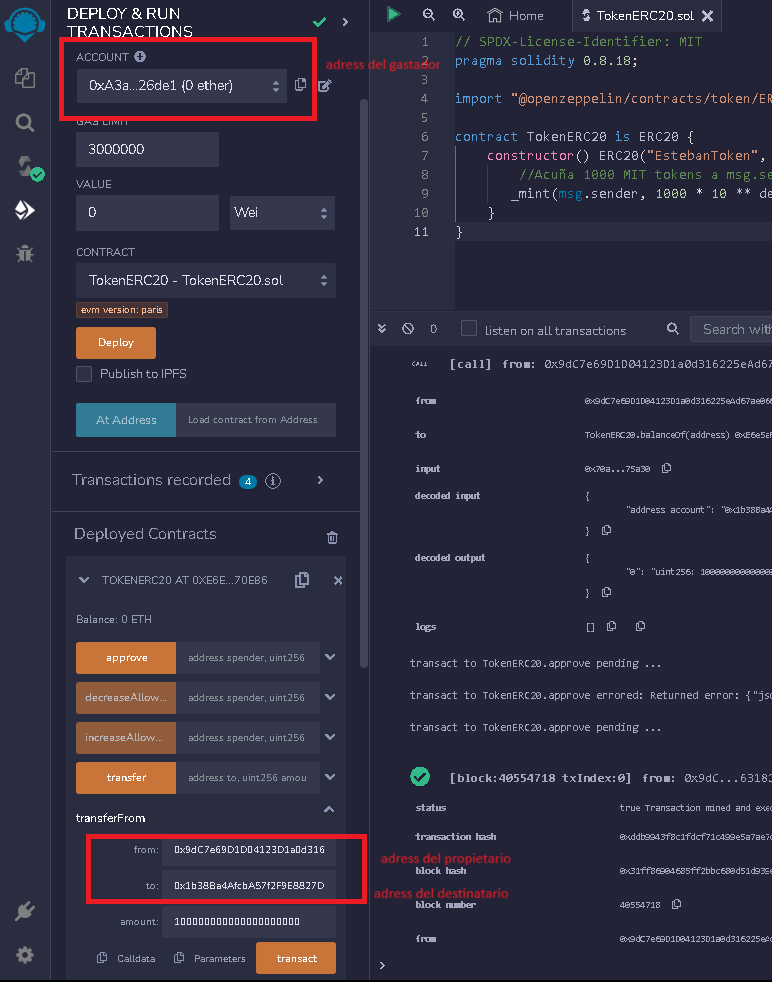 DEPLOY & RUN
TRANSACTIONS
ACCOUNT
0xA3a...26de1 (0 ether)
adress del gastador
GAS LIMIT
3000000
VALUE
0
Wei
CONTRACT
TokenERC20 - TokenERC20.sol
evm version: paris
Deploy
Publish to IPFS
At Address
Load contract from Address
Transactions recorded 4 i
Deployed Contracts
TOKENERC20 AT 0XE6E...70EB6
Balance: 0 ETH
approve
address spender, uint256
decreaseAllow...
address spender, uint256
increaseAllow...
address spender, uint256
transfer
address to, uint256 amou
transferFrom
from:
0x9dC7e69D1D04123D1a0d316
adress del propietario
to:
0x1b38Ba4AfcbA57f2F9E8827D
adress del destinatario
amount:
Calldata
Parameters
transact
Home
TokenERC20.sol
1 // SPDX-License-Identifier: MIT
2 pragma solidity 0.8.18;
3
4 import "@openzeppelin/contracts/token/ER
5
6 contract TokenERC20 is ERC20 {
7 constructor() ERC20("EstebanToken",
8 //Acuña 1000 MIT tokens a msg.se
9 _mint(msg.sender, 1000 * 10 ** de
10 }
11 }
0
listen on all transactions
Search with
CALL [call] from: 0x9dC7e69D1D04123D1a0d316225eAd67
from
0x9dC7e69D1D04123D1a0d316225eAd67ae066
to
TokenERC20.balanceOf(address) 0xE6e5aF
input
0x70a...75a30
decoded input
{
"address account": "0x1b38Ba44
}
decoded output
{
"0": "uint256:
}
logs
[]
transact to TokenERC20.approve pending ...
transact to TokenERC20.approve errored: Returned error: {"jso
transact to TokenERC20.approve pending ...
[block:40554718 txIndex:0] from: 0x9dC...63183
status
true Transaction mined and exec
transaction hash
0xddb9943f8c1fdcf71c499e5a7ae7c
block hash
0x31ff86904685ff2bbc680d51d939e
block number
40554718
from
0x9dC7e69D1D04123D1a0d316225eAd